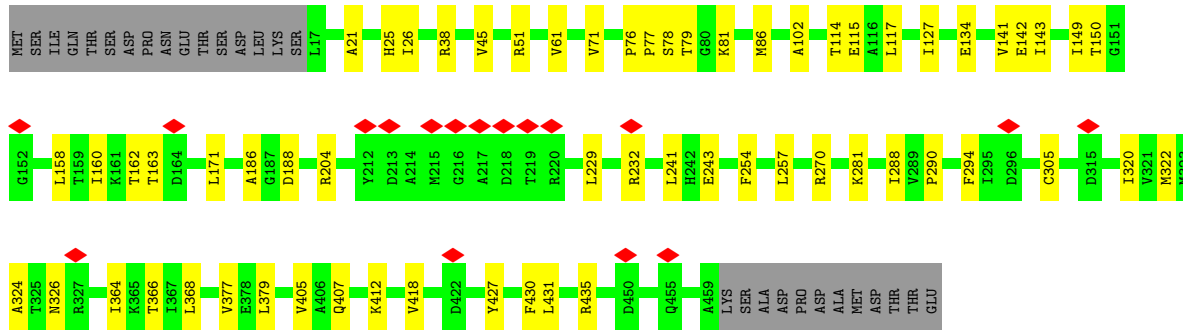 MET SER ILE GLN THR SER ASP PRO ASN GLU THR SER ASP LEU LYS SER L17 A21 H25 I26 R38 V45 R51 V61 V71 P76 P77 S78 T79 G80 K81 M86 A102 T114 E115 A116 L117 I127 E134 V141 E142 I143 I149 T150 G151
G152 L158 T159 I160 K161 T162 T163 D164 L171 A186 G187 D188 R204 Y212 D213 A214 M215 G216 A217 D218 T219 R220 L229 R232 L241 H242 E243 F254 L257 R270 K281 I288 V289 P290 F294 I295 D296 C305 D315 I320 V321 M322
A324 T325 N326 R327 I364 K365 T366 I367 L368 V377 E378 L379 V405 A406 Q407 K412 V418 D422 Y427 F430 L431 R435 D450 Q455 A459 LYS SER ALA ASP PRO ASP ALA MET ASP THR THR GLU